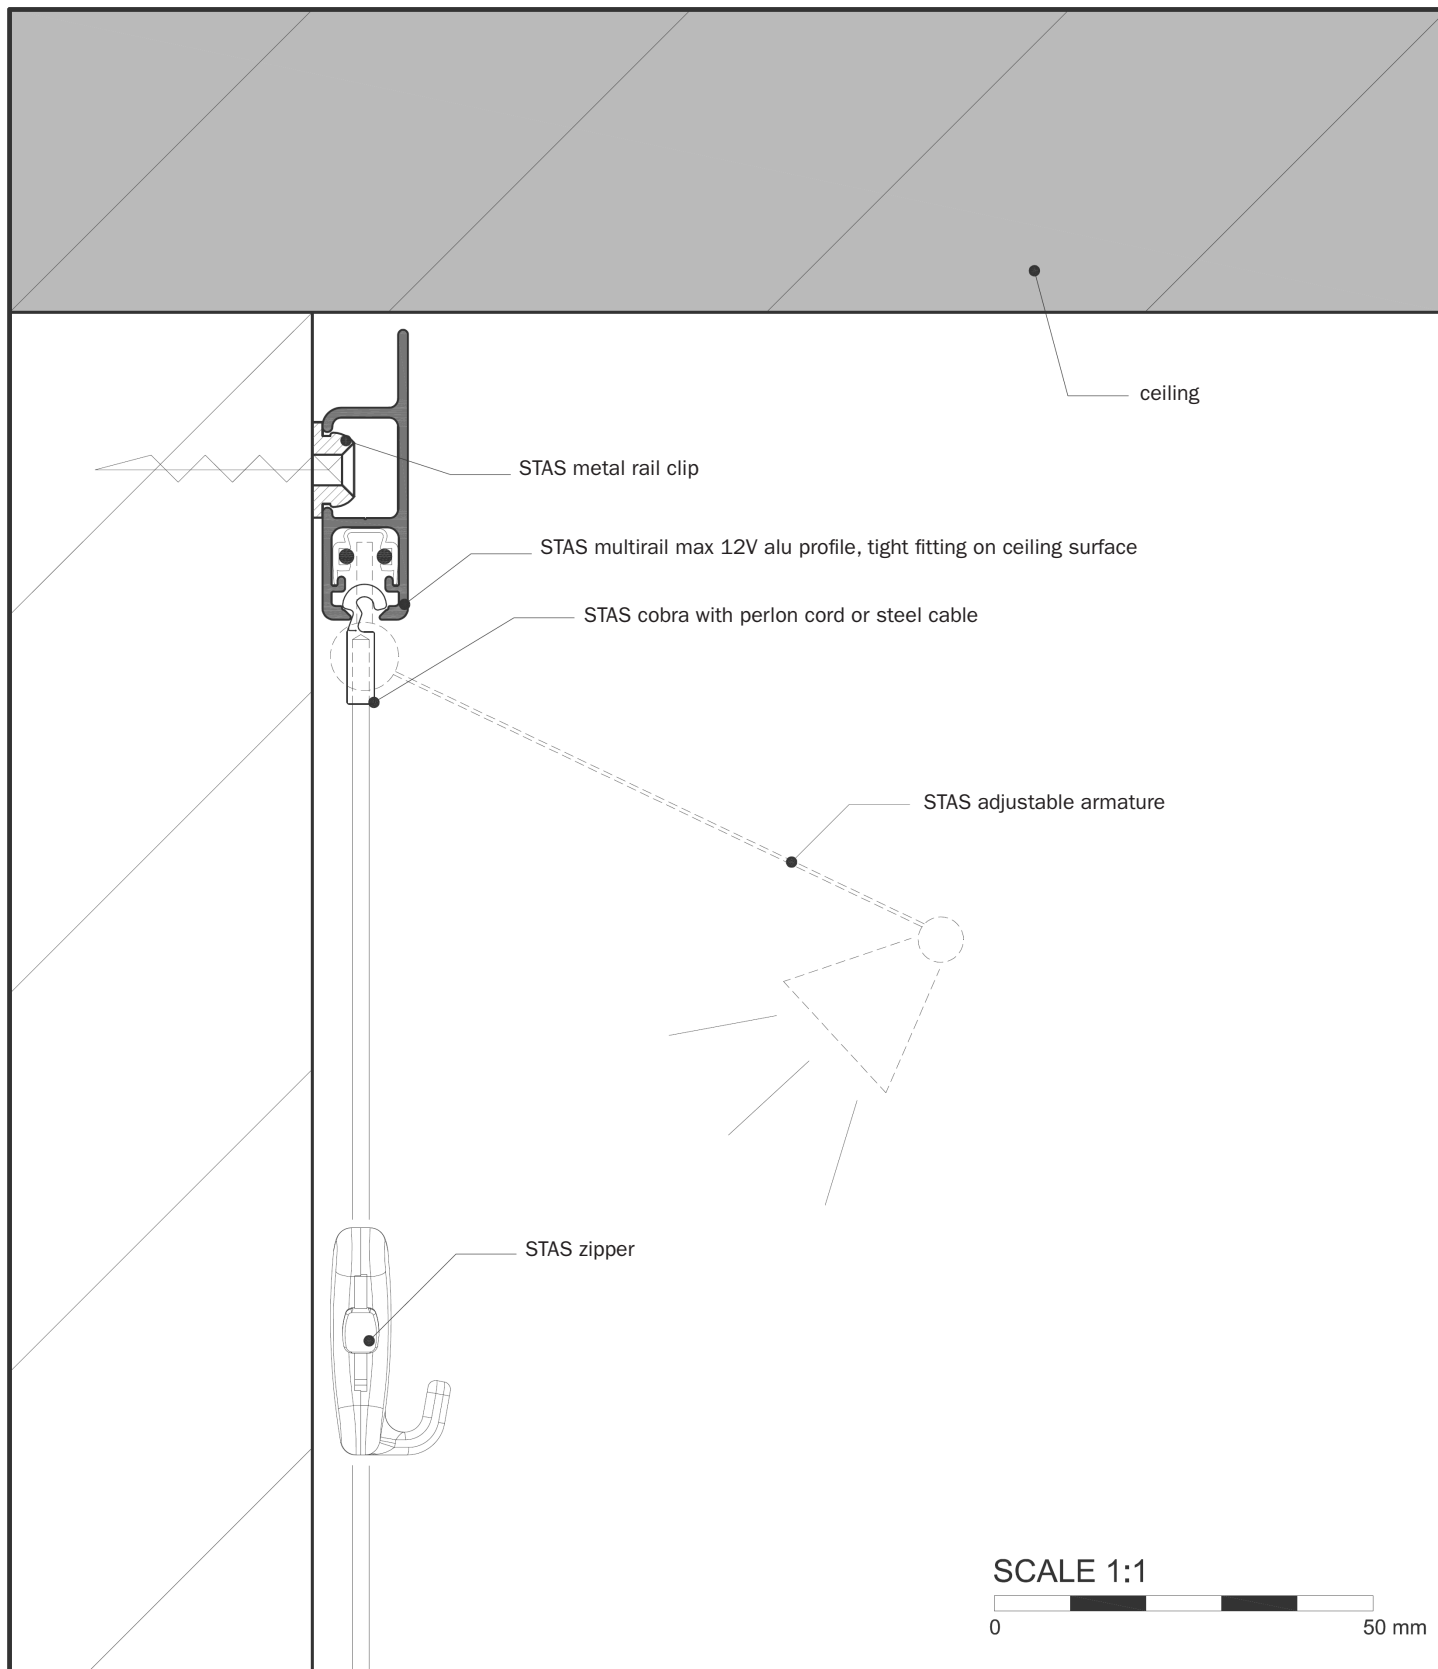 ceiling
STAS metal rail clip
STAS multirail max 12V alu profile, tight fitting on ceiling surface
STAS cobra with perlon cord or steel cable
STAS adjustable armature
STAS zipper
SCALE 1:1
0 50 mm